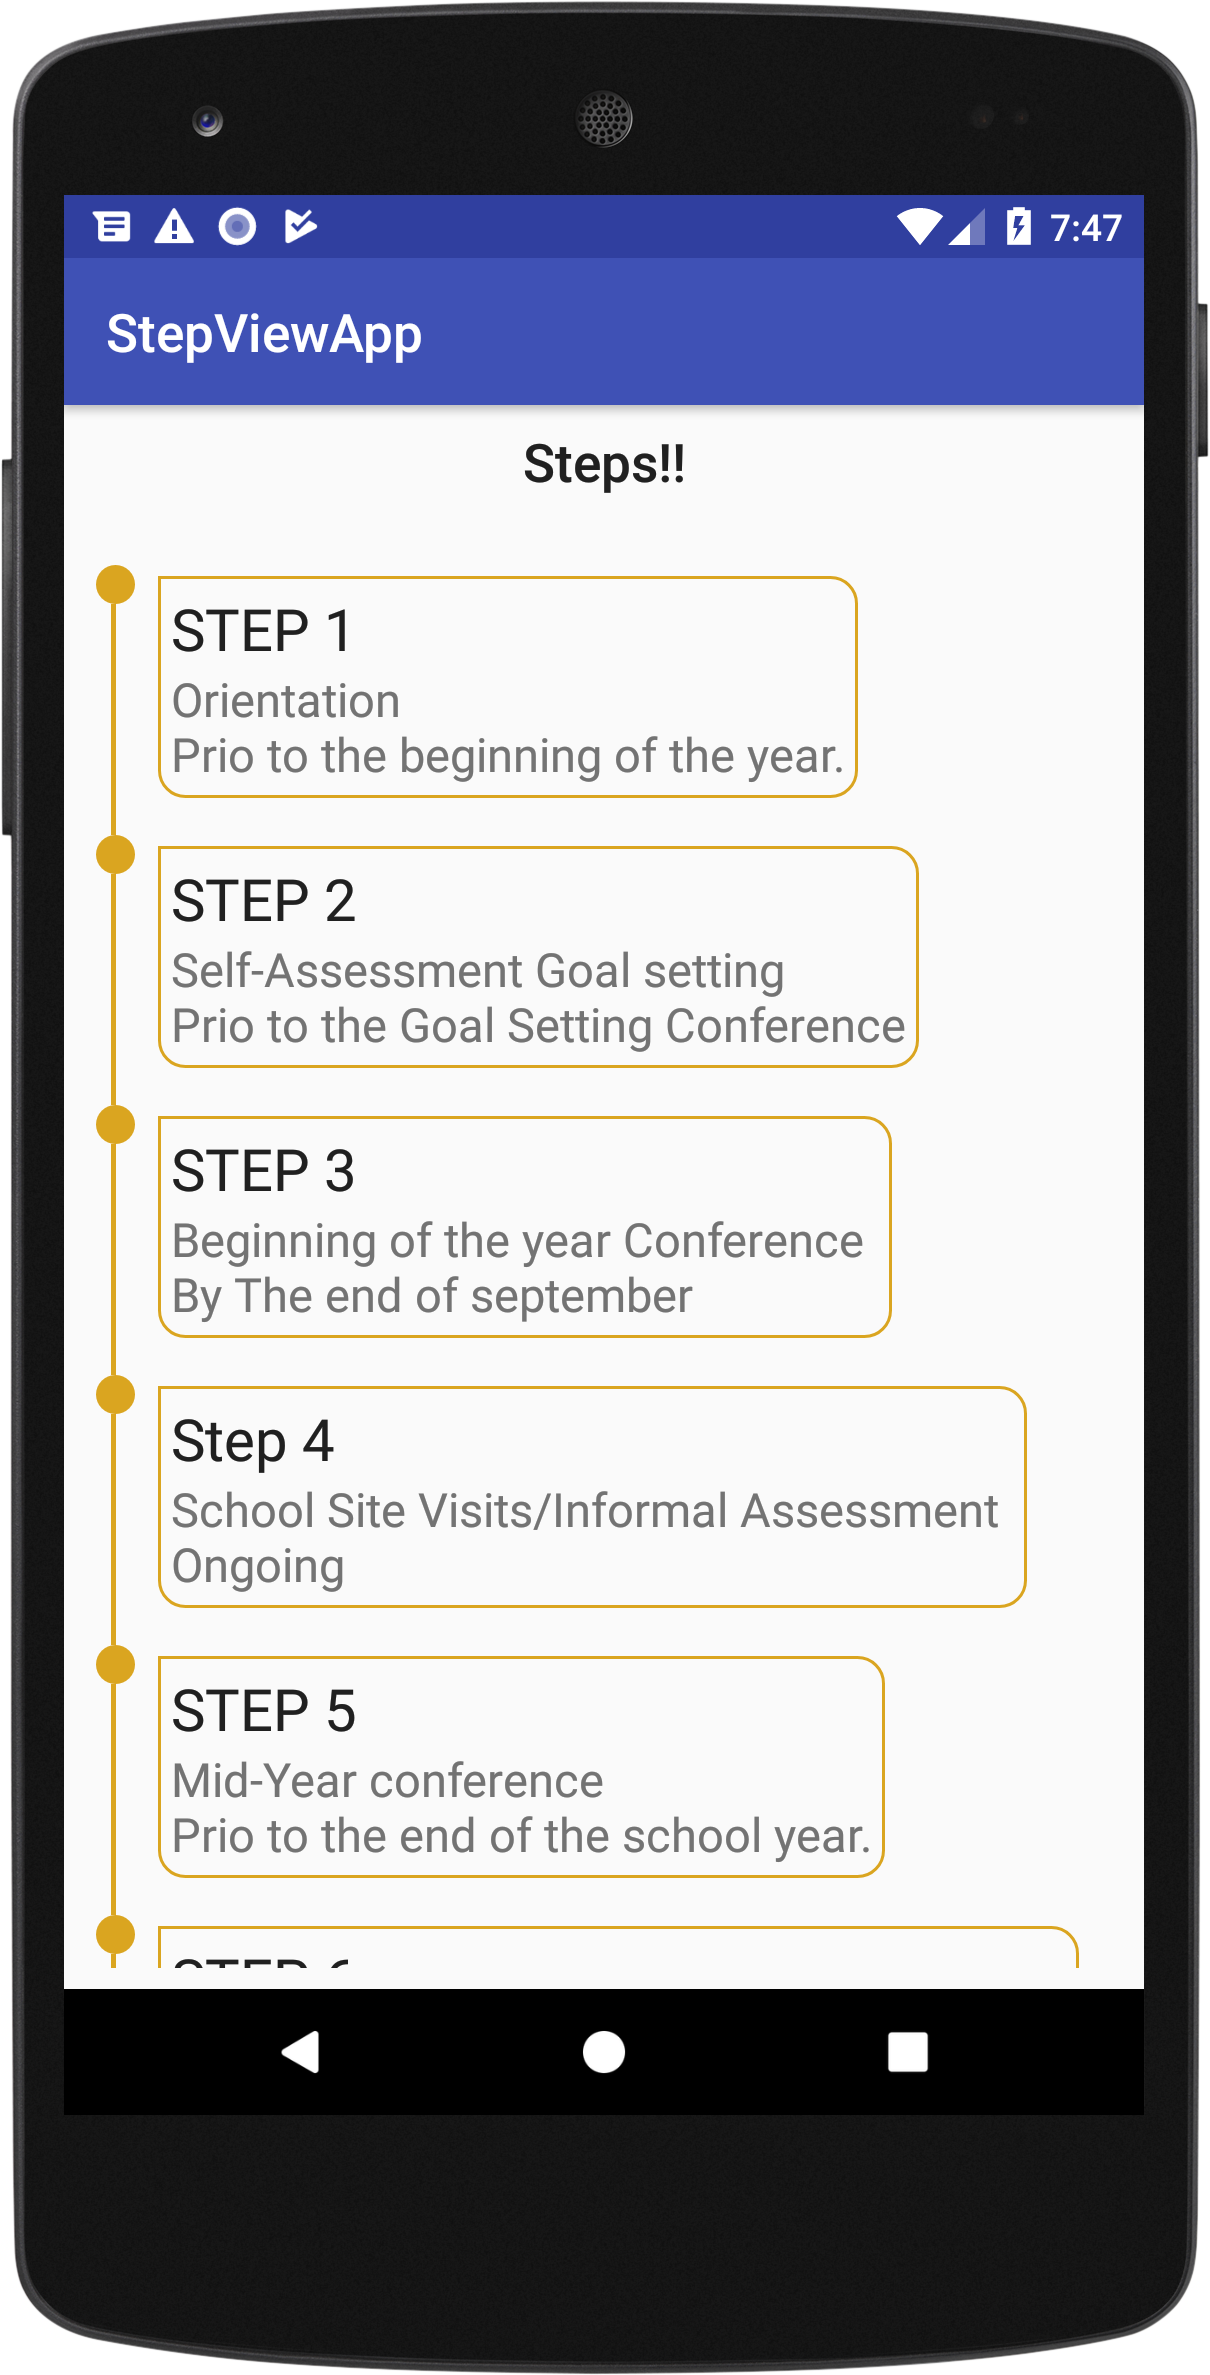 7:47
StepViewApp
Steps!!
STEP 1
Orientation
Prio to the beginning of the year.
STEP 2
Self-Assessment Goal setting
Prio to the Goal Setting Conference
STEP 3
Beginning of the year Conference
By The end of september
Step 4
School Site Visits/Informal Assessment
Ongoing
STEP 5
Mid-Year conference
Prio to the end of the school year.
STEP 6